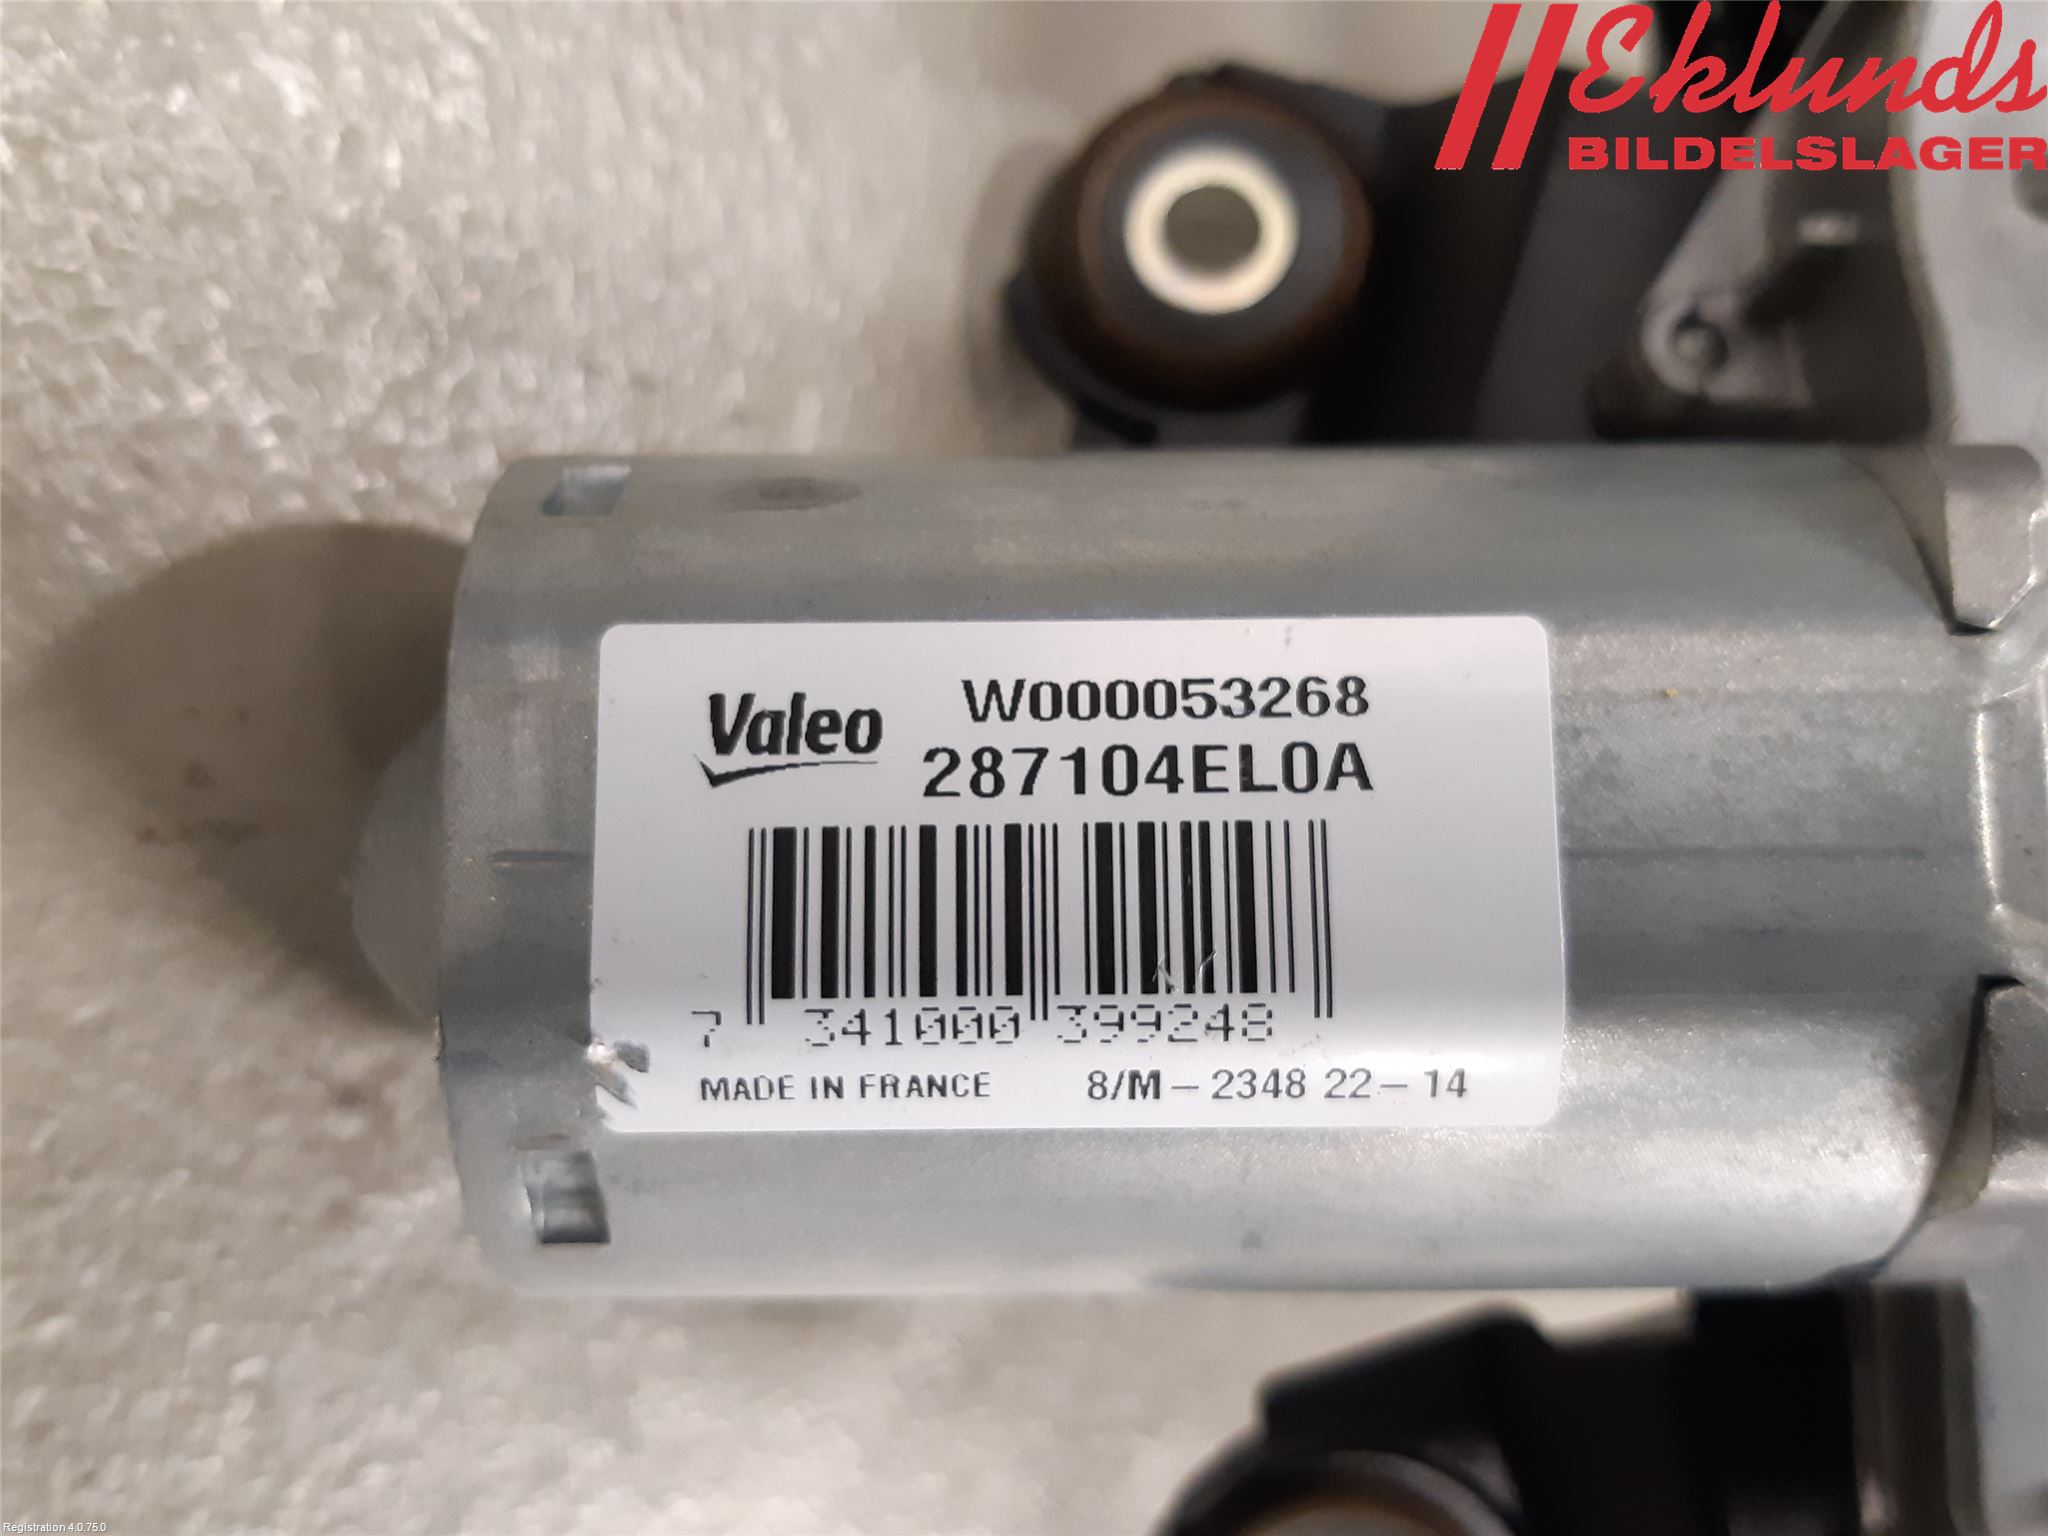 Eklunds
BILDELSLAGER
Valeo
W000053268
287104EL0A
7 341000 399248
MADE IN FRANCE 8/M - 2348 22 - 14
Registration 4.0.75.0